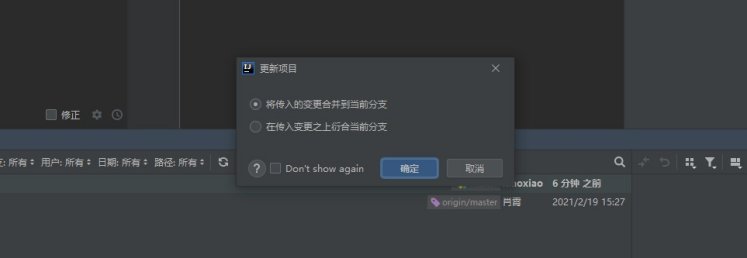 更新项目
将传入的变更合并到当前分支
在传入变更之上衍合当前分支
修正
所有 用户: 所有 日期: 所有 路径: 所有
? Don't show again 确定 取消
oxiao 6 分钟 之前
origin/master 肖霄 2021/2/19 15:27